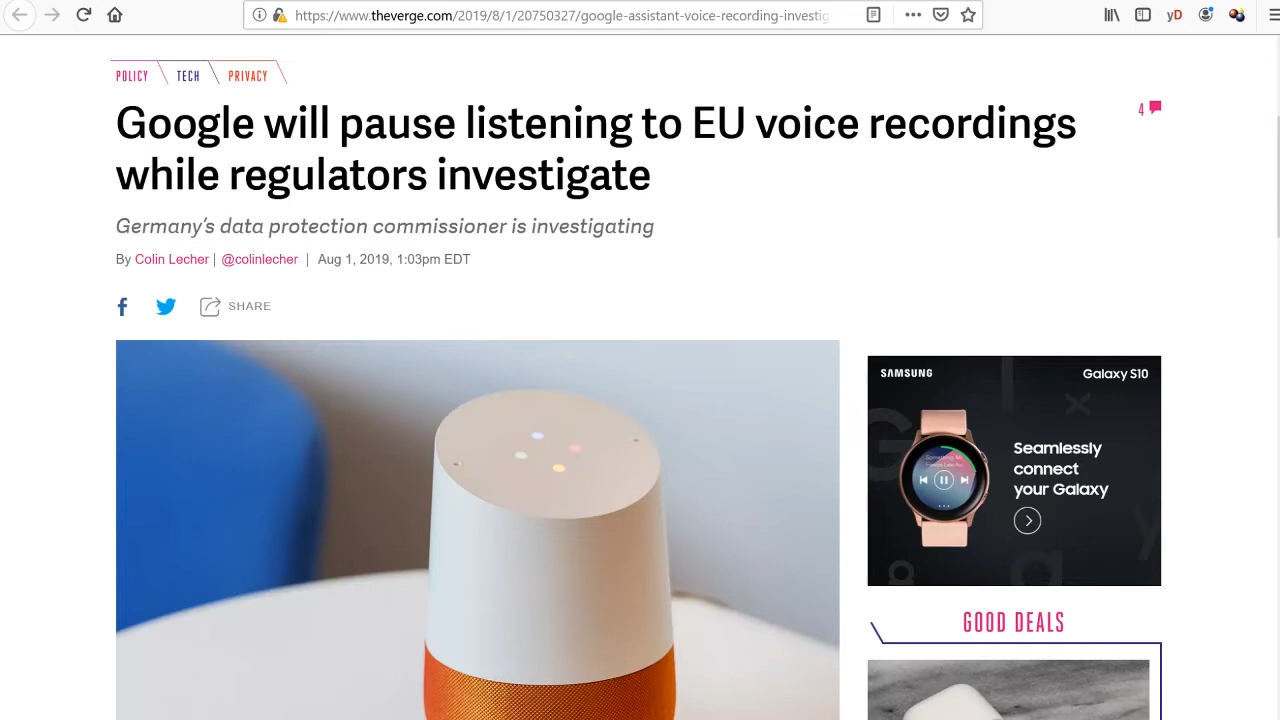 https://www.theverge.com/2019/8/1/20750327/google-assistant-voice-recording-investig
yD
POLICY TECH PRIVACY
Google will pause listening to EU voice recordings
while regulators investigate
4
Germany's data protection commissioner is investigating
By Colin Lecher | @colinlecher | Aug 1, 2019, 1:03pm EDT
SHARE
SAMSUNG Galaxy S10
Seamlessly
connect
your Galaxy
GOOD DEALS